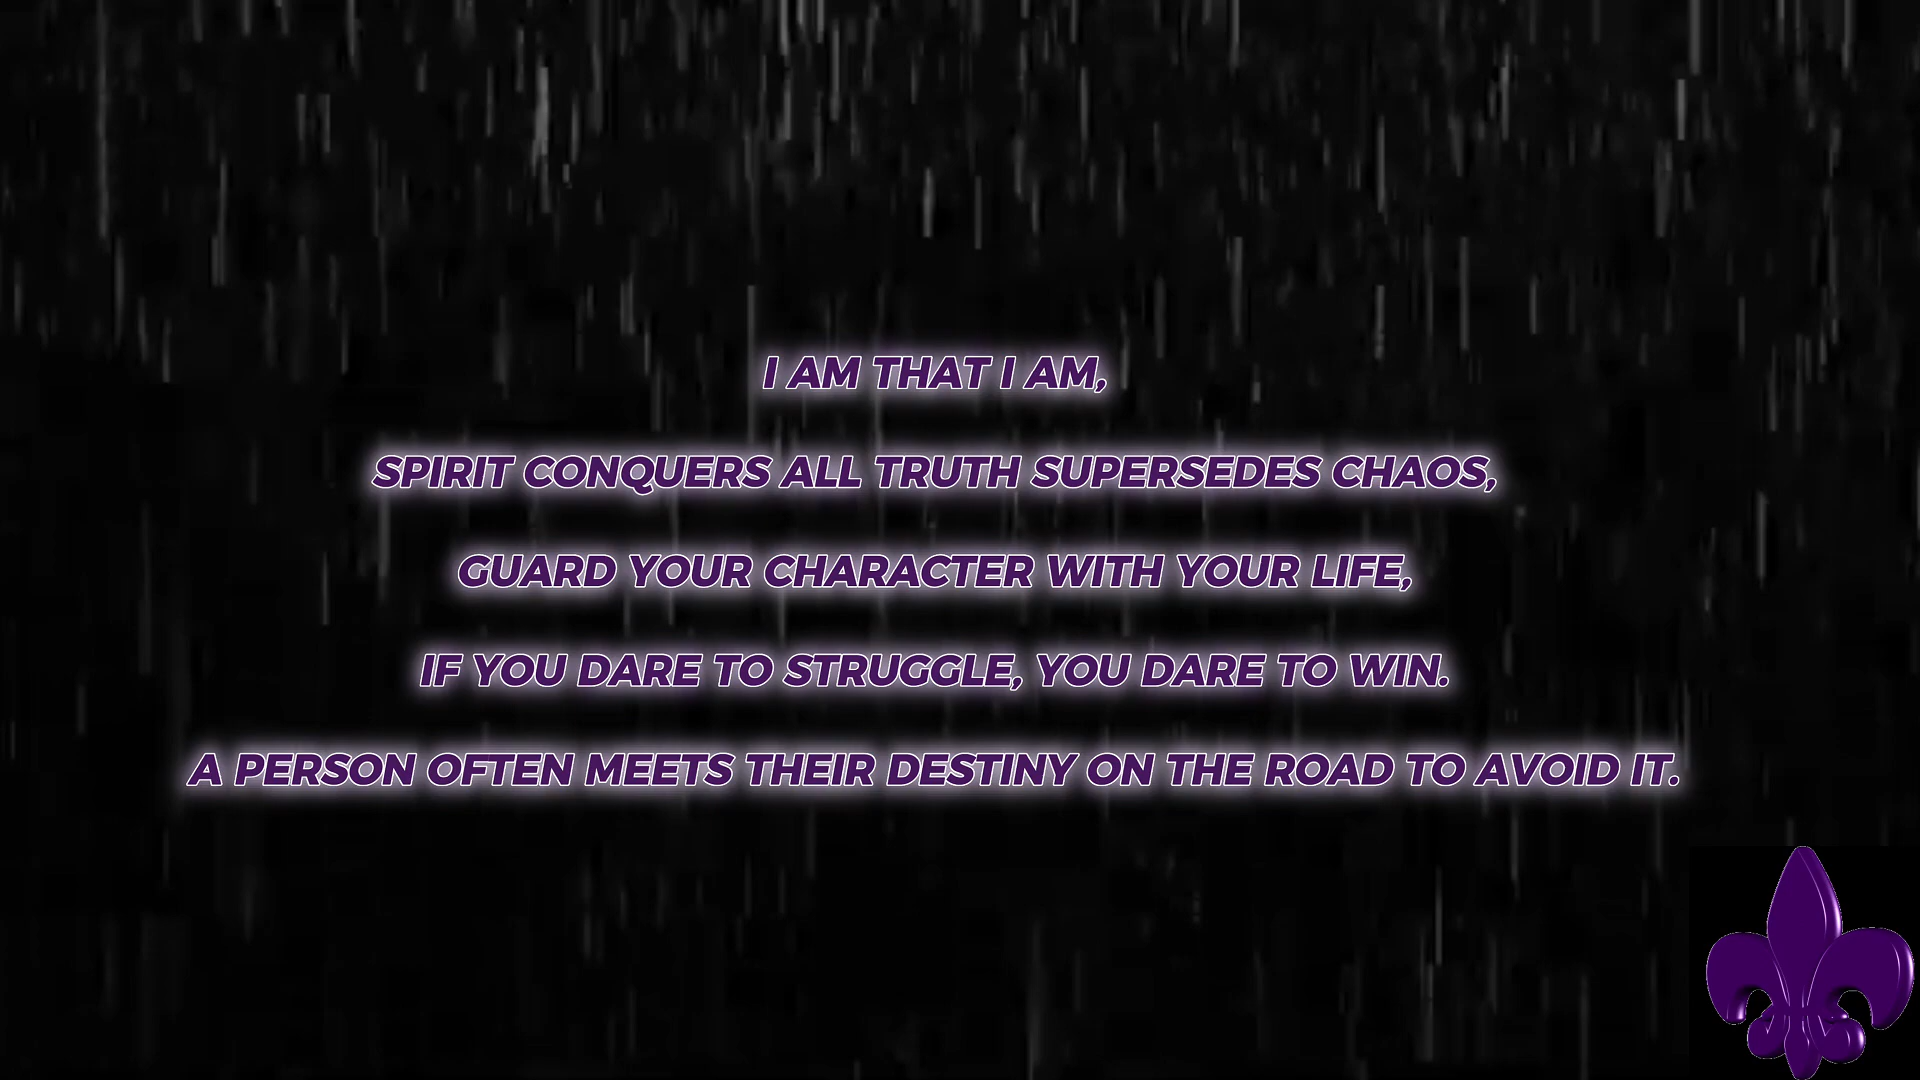 I AM THAT I AM,
SPIRIT CONQUERS ALL TRUTH SUPERSEDES CHAOS,
GUARD YOUR CHARACTER WITH YOUR LIFE,
IF YOU DARE TO STRUGGLE, YOU DARE TO WIN.
A PERSON OFTEN MEETS THEIR DESTINY ON THE ROAD TO AVOID IT.